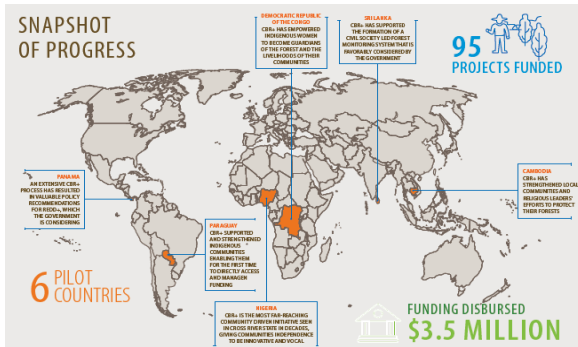 SNAPSHOT
OF PROGRESS
DEMOCRATIC REPUBLIC
OF THE CONGO
CBR+ HAS EMPOWERED
INDIGENOUS WOMEN
TO BECOME GUARDIANS
OF THE FOREST AND THE
LIVELIHOODS OF THEIR
COMMUNITIES
SRI LANKA
CBR+ HAS SUPPORTED
THE FORMATION OF A
CIVIL SOCIETY LED FOREST
MONITORING SYSTEM THAT IS
FAVORABLY CONSIDERED BY
THE GOVERNMENT
95
PROJECTS FUNDED
PANAMA
AN EXTENSIVE CBR+
PROCESS HAS RESULTED
IN VALUABLE POLICY
RECOMMENDATIONS
FOR REDD+, WHICH
THE GOVERNMENT
IS CONSIDERING
CAMBODIA
CBR+ HAS
STRENGTHENED LOCAL
COMMUNITIES AND
RELIGIOUS LEADERS'
EFFORTS TO PROTECT
THEIR FORESTS
PARAGUAY
CBR+ SUPPORTED
AND STRENGTHENED
INDIGENOUS
COMMUNITIES
ENABLING THEM
FOR THE FIRST TIME
TO DIRECTLY ACCESS
AND MANAGEN
FUNDING
6 PILOT
COUNTRIES
NIGERIA
CBR+ IS THE MOST FAR-REACHING
COMMUNITY DRIVEN INITIATIVE SEEN
IN CROSS RIVER STATE IN DECADES,
GIVING COMMUNITIES INDEPENDENCE
TO BE INNOVATIVE AND VOCAL
FUNDING DISBURSED
$3.5 MILLION